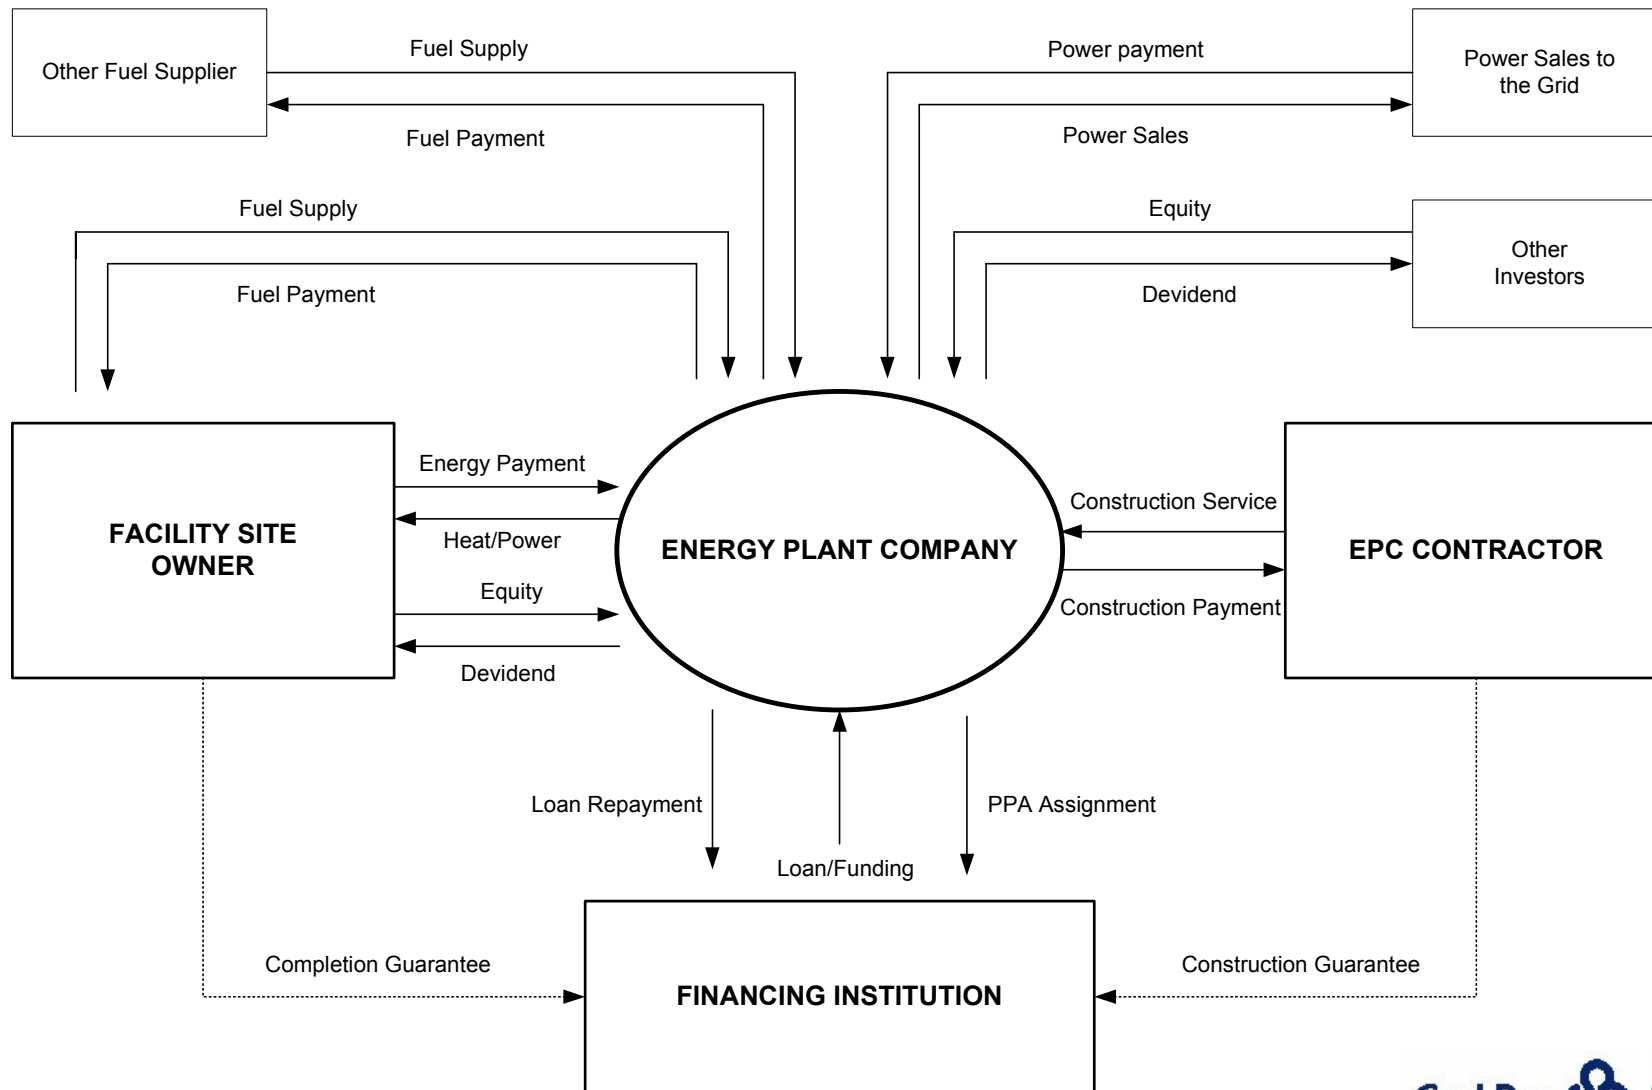 Other Fuel Supplier
Fuel Supply
Fuel Payment
Power payment
Power Sales
Power Sales to
the Grid
Fuel Supply
Fuel Payment
Equity
Devidend
Other
Investors
FACILITY SITE
OWNER
Energy Payment
Heat/Power
Equity
Devidend
ENERGY PLANT COMPANY
Construction Service
Construction Payment
EPC CONTRACTOR
Loan Repayment
Loan/Funding
PPA Assignment
Completion Guarantee
Construction Guarantee
FINANCING INSTITUTION